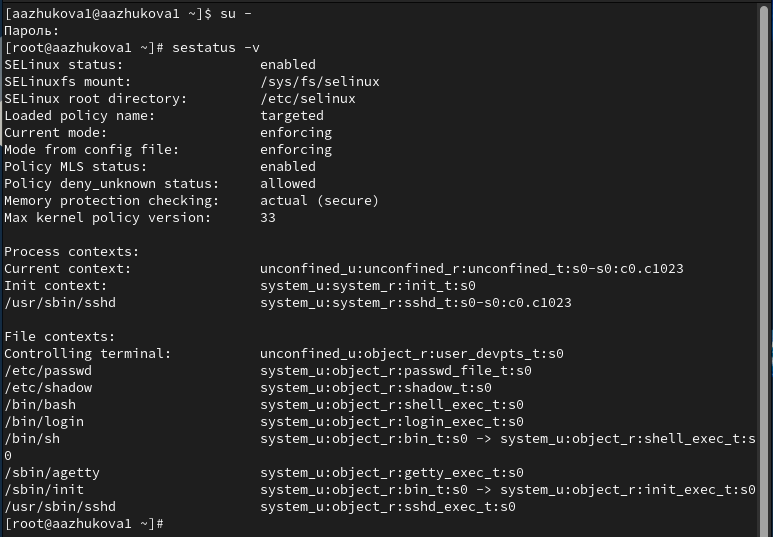 [aazhukova1@aazhukova1 ~]$ su -
Пароль:
[root@aazhukova1 ~]# sestatus -v
SELinux status:                 enabled
SELinuxfs mount:                /sys/fs/selinux
SELinux root directory:         /etc/selinux
Loaded policy name:             targeted
Current mode:                   enforcing
Mode from config file:          enforcing
Policy MLS status:              enabled
Policy deny_unknown status:     allowed
Memory protection checking:     actual (secure)
Max kernel policy version:      33

Process contexts:
Current context:                unconfined_u:unconfined_r:unconfined_t:s0-s0:c0.c1023
Init context:                   system_u:system_r:init_t:s0
/usr/sbin/sshd                  system_u:system_r:sshd_t:s0-s0:c0.c1023

File contexts:
Controlling terminal:           unconfined_u:object_r:user_devpts_t:s0
/etc/passwd                     system_u:object_r:passwd_file_t:s0
/etc/shadow                     system_u:object_r:shadow_t:s0
/bin/bash                       system_u:object_r:shell_exec_t:s0
/bin/login                      system_u:object_r:login_exec_t:s0
/bin/sh                         system_u:object_r:bin_t:s0 -> system_u:object_r:shell_exec_t:s
0
/sbin/agetty                    system_u:object_r:getty_exec_t:s0
/sbin/init                      system_u:object_r:bin_t:s0 -> system_u:object_r:init_exec_t:s0
/usr/sbin/sshd                  system_u:object_r:sshd_exec_t:s0
[root@aazhukova1 ~]#